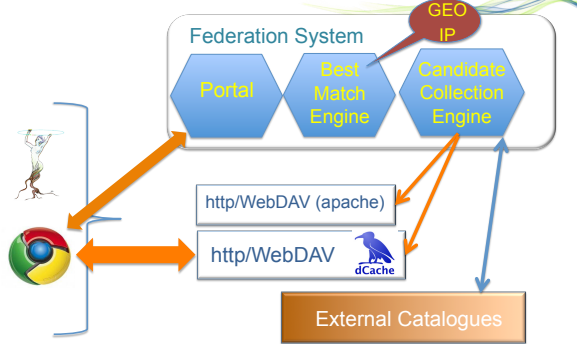 GEO
IP
Federation System
Portal
Best
Match
Engine
Candidate
Collection
Engine
http/WebDAV (apache)
http/WebDAV
dCache
External Catalogues